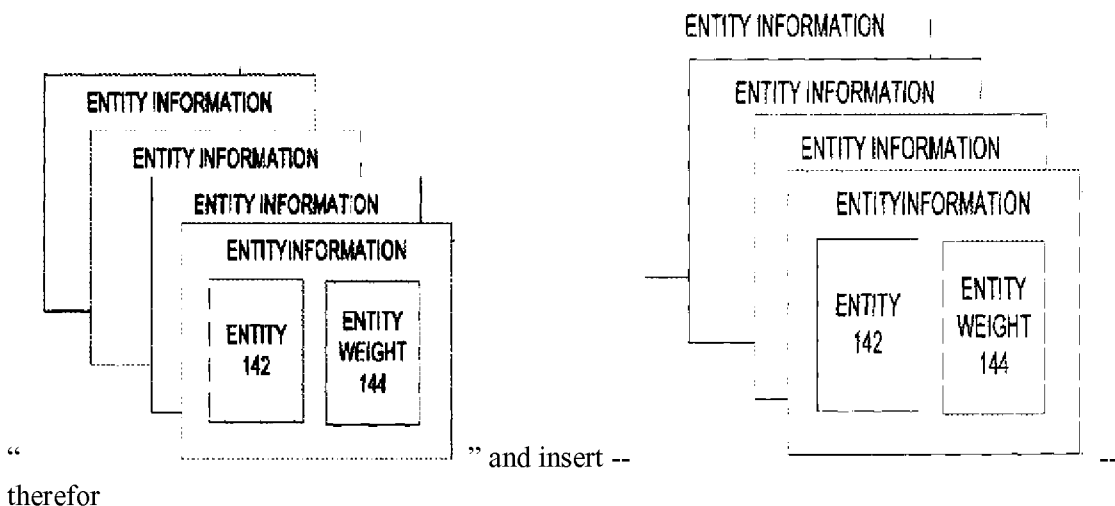 ENTITY INFORMATION
ENTITY INFORMATION
ENTITY INFORMATION
ENTITYINFORMATION
ENTITY
142
ENTITY
WEIGHT
144
ENTITY INFORMATION
ENTITY INFORMATION
ENTITY INFORMATION
ENTITYINFORMATION
ENTITY
142
ENTITY
WEIGHT
144
“ ” and insert -- --
therefor